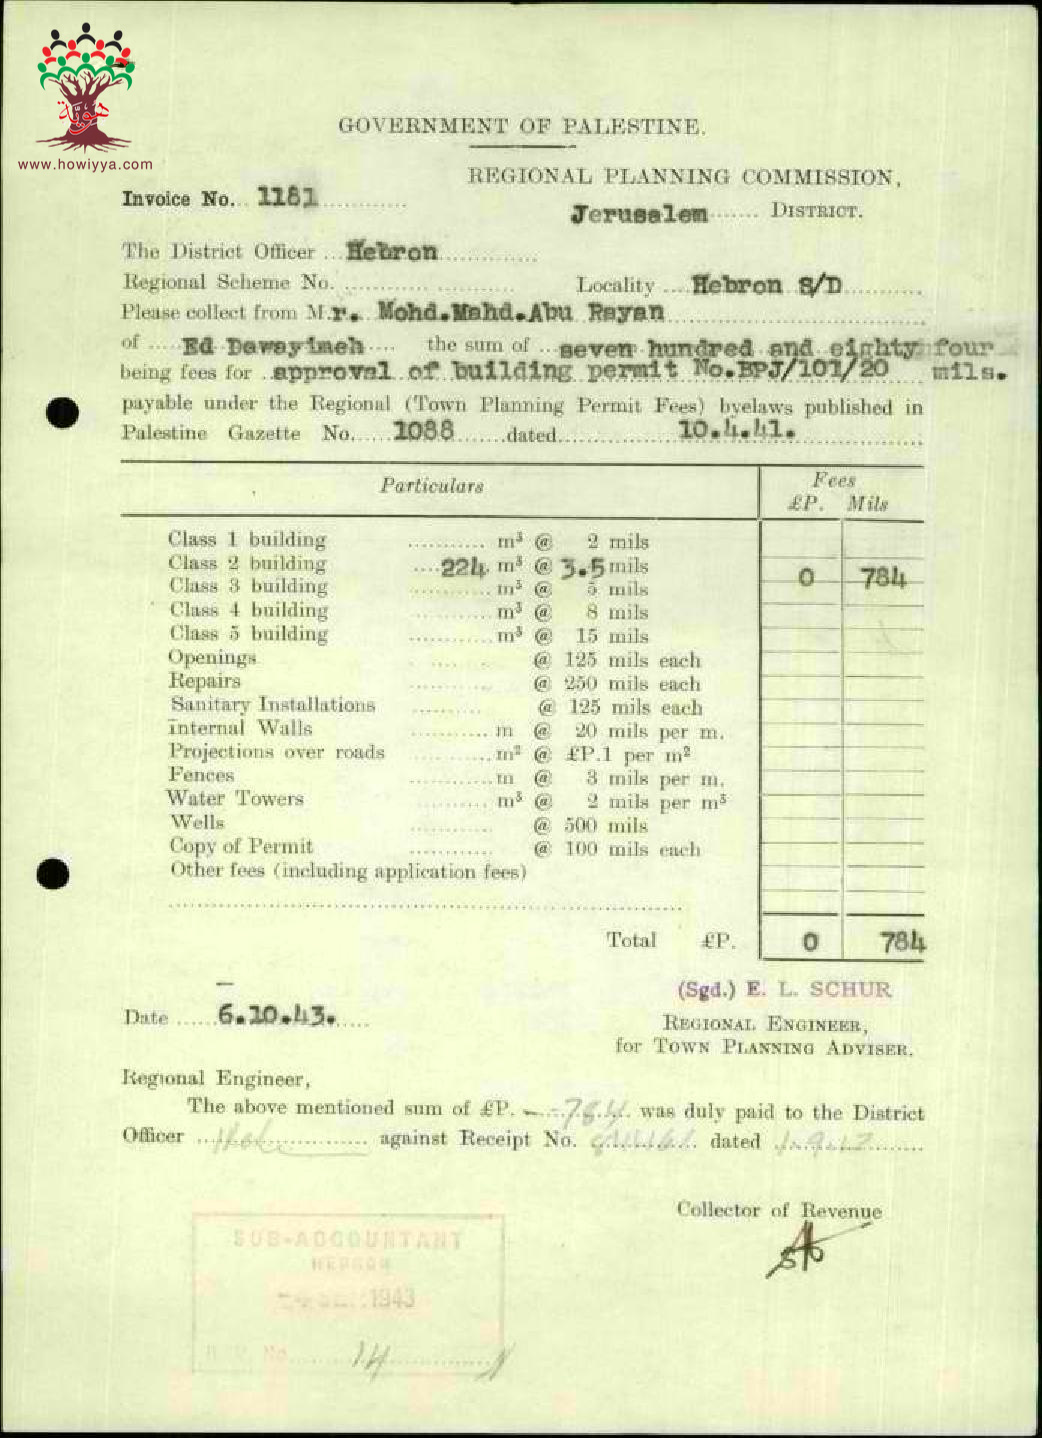 هوية
www.howiyya.com
GOVERNMENT OF PALESTINE.
REGIONAL PLANNING COMMISSION,
Invoice No. 1181
Jerusalem DISTRICT.
The District Officer Hebron
Regional Scheme No. Locality Hebron S/D
Please collect from Mr. Mohd.Mahd.Abu Rayan
of Ed Dawayimeh the sum of seven hundred and eighty four
being fees for approval of building permit No.BPJ/101/20 mils.
payable under the Regional (Town Planning Permit Fees) byelaws published in
Palestine Gazette No. 1088 dated 10.4.41.
Particulars Fees
£P. Mils
Class 1 building m³ @ 2 mils
Class 2 building 224 m³ @ 3.5 mils 0 784
Class 3 building m³ @ 5 mils
Class 4 building m³ @ 8 mils
Class 5 building m³ @ 15 mils
Openings @ 125 mils each
Repairs @ 250 mils each
Sanitary Installations @ 125 mils each
Internal Walls m @ 20 mils per m.
Projections over roads m² @ £P.1 per m²
Fences m @ 3 mils per m.
Water Towers m³ @ 2 mils per m³
Wells @ 500 mils
Copy of Permit @ 100 mils each
Other fees (including application fees)
Total £P. 0 784
(Sgd.) E. L. SCHUR
Date 6.10.43.
REGIONAL ENGINEER,
for TOWN PLANNING ADVISER.
Regional Engineer,
The above mentioned sum of £P. 784 was duly paid to the District
Officer against Receipt No. dated
Collector of Revenue
SUB-ACCOUNTANT
HEBRON
1943
No. 14